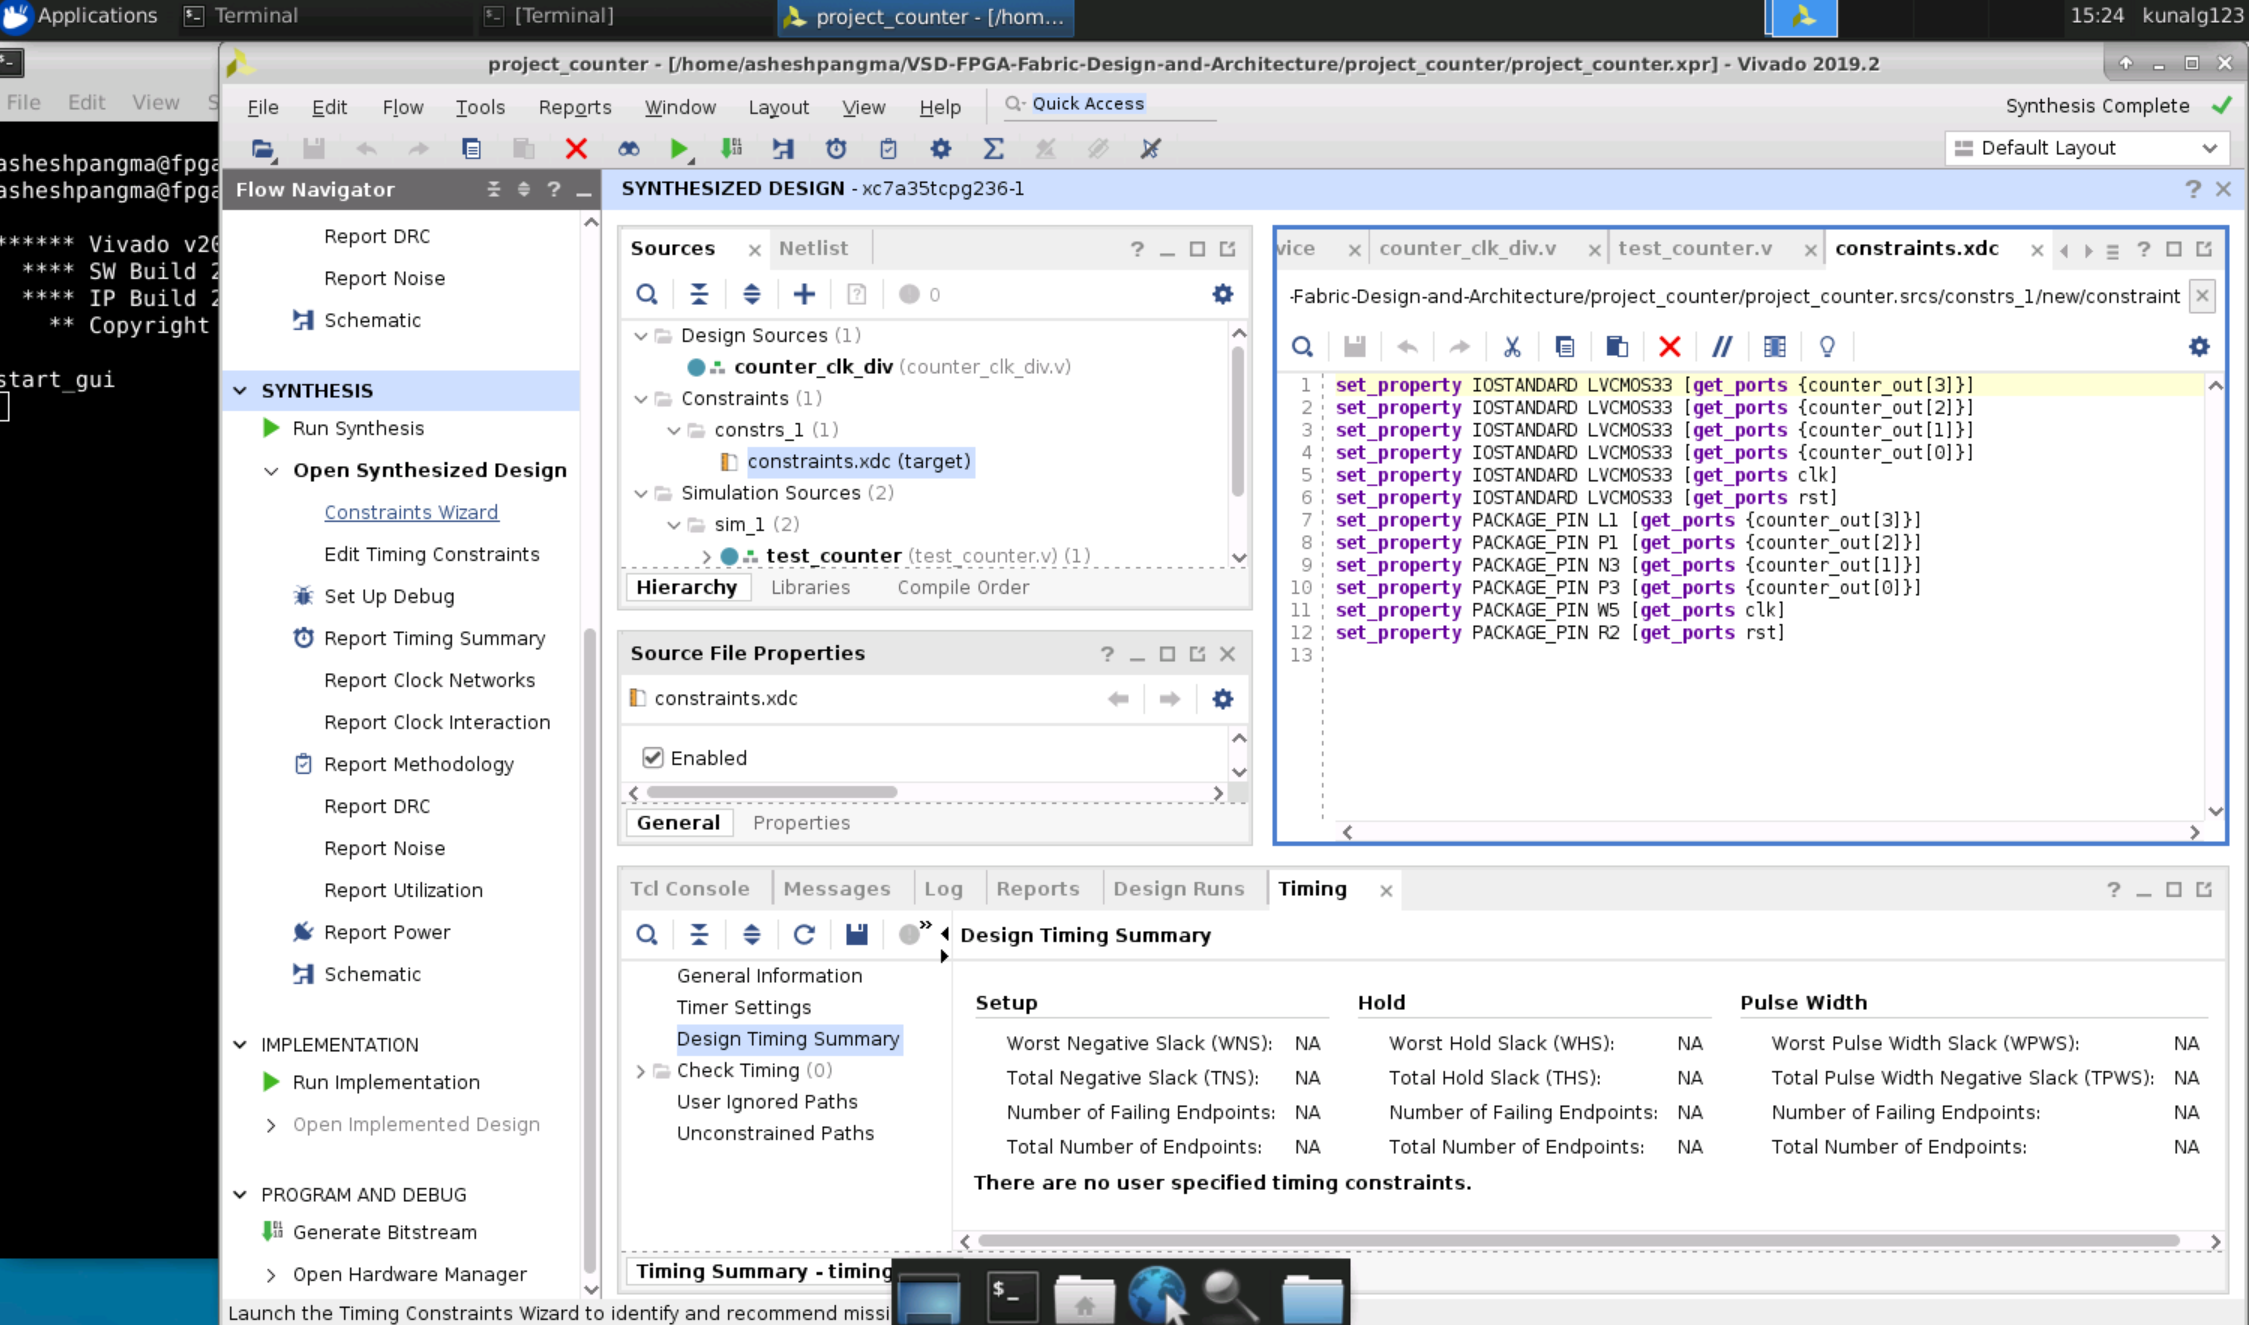 Applications
Terminal
[Terminal]
project_counter - [/hom...
15:24
kunalg123
project_counter - [/home/asheshpangma/VSD-FPGA-Fabric-Design-and-Architecture/project_counter/project_counter.xpr] - Vivado 2019.2
File Edit View S
asheshpangma@fpga
asheshpangma@fpga
****** Vivado v20
**** SW Build 2
**** IP Build 2
** Copyright
start_gui
File Edit Flow Tools Reports Window Layout View Help
Quick Access
Synthesis Complete
Default Layout
Flow Navigator
Report DRC
Report Noise
Schematic
SYNTHESIS
Run Synthesis
Open Synthesized Design
Constraints Wizard
Edit Timing Constraints
Set Up Debug
Report Timing Summary
Report Clock Networks
Report Clock Interaction
Report Methodology
Report DRC
Report Noise
Report Utilization
Report Power
Schematic
IMPLEMENTATION
Run Implementation
Open Implemented Design
PROGRAM AND DEBUG
Generate Bitstream
Open Hardware Manager
SYNTHESIZED DESIGN - xc7a35tcpg236-1
Sources
Netlist
0
Design Sources (1)
counter_clk_div (counter_clk_div.v)
Constraints (1)
constrs_1 (1)
constraints.xdc (target)
Simulation Sources (2)
sim_1 (2)
test_counter (test_counter.v) (1)
Hierarchy Libraries Compile Order
Source File Properties
constraints.xdc
Enabled
General Properties
vice
counter_clk_div.v
test_counter.v
constraints.xdc
-Fabric-Design-and-Architecture/project_counter/project_counter.srcs/constrs_1/new/constraint
1 set_property IOSTANDARD LVCMOS33 [get_ports {counter_out[3]}]
2 set_property IOSTANDARD LVCMOS33 [get_ports {counter_out[2]}]
3 set_property IOSTANDARD LVCMOS33 [get_ports {counter_out[1]}]
4 set_property IOSTANDARD LVCMOS33 [get_ports {counter_out[0]}]
5 set_property IOSTANDARD LVCMOS33 [get_ports clk]
6 set_property IOSTANDARD LVCMOS33 [get_ports rst]
7 set_property PACKAGE_PIN L1 [get_ports {counter_out[3]}]
8 set_property PACKAGE_PIN P1 [get_ports {counter_out[2]}]
9 set_property PACKAGE_PIN N3 [get_ports {counter_out[1]}]
10 set_property PACKAGE_PIN P3 [get_ports {counter_out[0]}]
11 set_property PACKAGE_PIN W5 [get_ports clk]
12 set_property PACKAGE_PIN R2 [get_ports rst]
13
Tcl Console Messages Log Reports Design Runs Timing
General Information
Timer Settings
Design Timing Summary
Check Timing (0)
User Ignored Paths
Unconstrained Paths
Design Timing Summary
Setup Hold Pulse Width
Worst Negative Slack (WNS): NA Worst Hold Slack (WHS): NA Worst Pulse Width Slack (WPWS): NA
Total Negative Slack (TNS): NA Total Hold Slack (THS): NA Total Pulse Width Negative Slack (TPWS): NA
Number of Failing Endpoints: NA Number of Failing Endpoints: NA Number of Failing Endpoints: NA
Total Number of Endpoints: NA Total Number of Endpoints: NA Total Number of Endpoints: NA
There are no user specified timing constraints.
Timing Summary - timing
Launch the Timing Constraints Wizard to identify and recommend missi